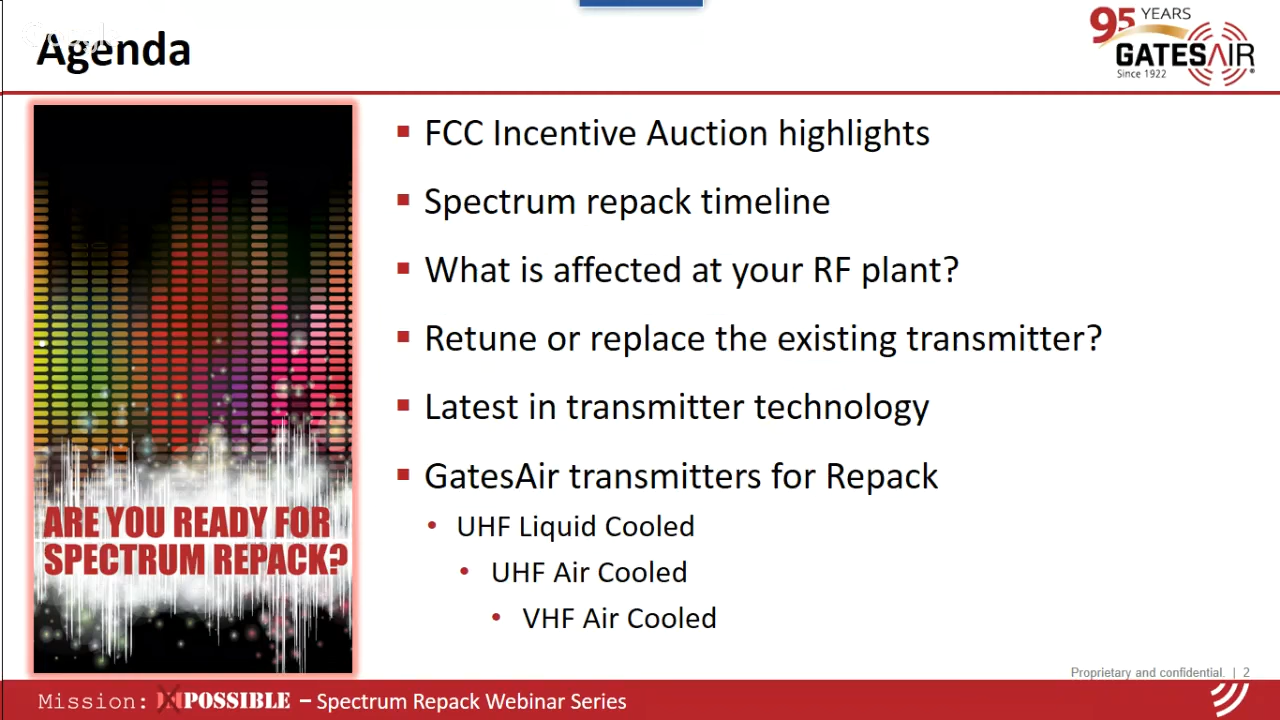 Google
Agenda
95 YEARS
GATESAIR
Since 1922
FCC Incentive Auction highlights
Spectrum repack timeline
What is affected at your RF plant?
Retune or replace the existing transmitter?
Latest in transmitter technology
GatesAir transmitters for Repack
UHF Liquid Cooled
UHF Air Cooled
VHF Air Cooled
ARE YOU READY FOR
SPECTRUM REPACK?
Proprietary and confidential. | 2
Mission: IMPOSSIBLE – Spectrum Repack Webinar Series